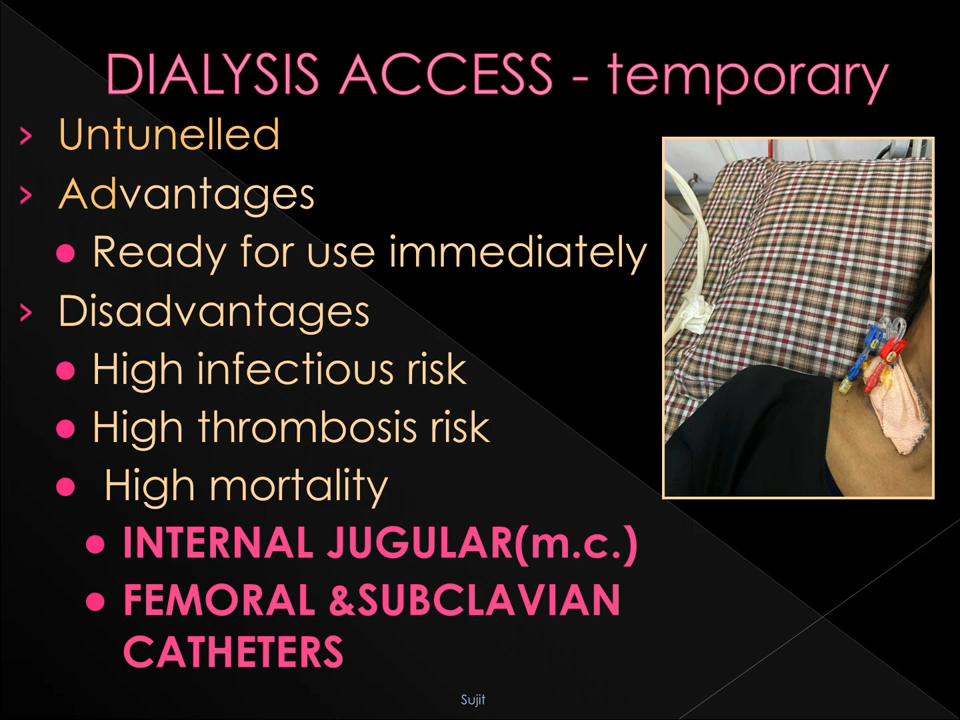 DIALYSIS ACCESS - temporary
› Untunelled
› Advantages
● Ready for use immediately
› Disadvantages
● High infectious risk
● High thrombosis risk
● High mortality
● INTERNAL JUGULAR(m.c.)
● FEMORAL &SUBCLAVIAN
CATHETERS
Sujit